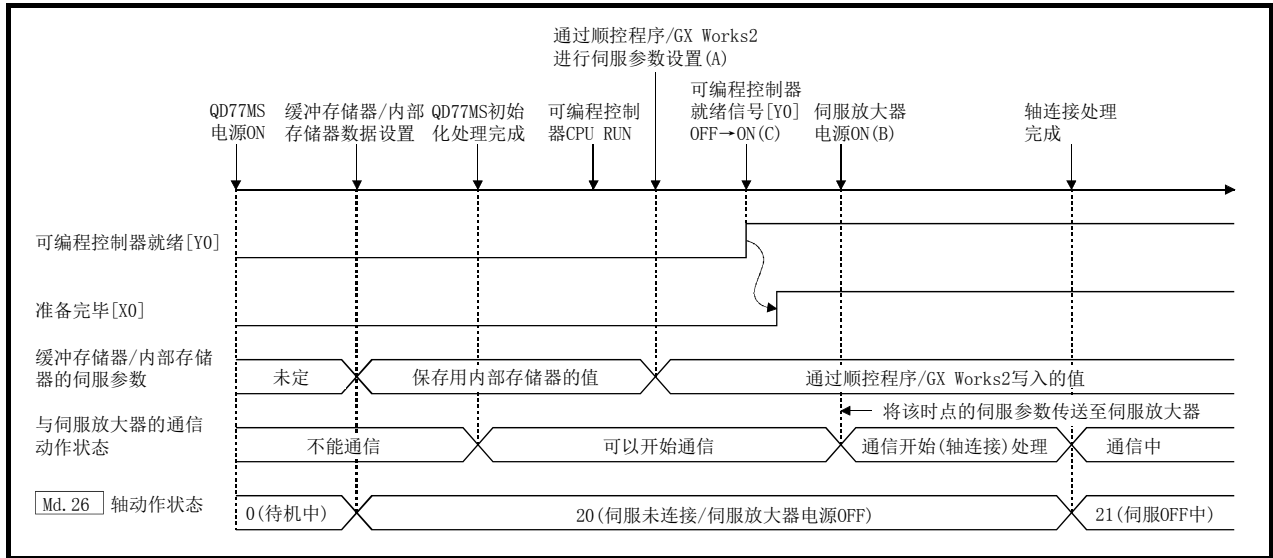 通过顺控程序/GX Works2
进行伺服参数设置(A)
可编程控制器
就绪信号[Y0]
OFF→ON(C)
QD77MS
电源ON
缓冲存储器/内部
存储器数据设置
QD77MS初始
化处理完成
可编程控制
器CPU RUN
伺服放大器
电源ON(B)
轴连接处理
完成
可编程控制器就绪[Y0]
准备完毕[X0]
缓冲存储器/内部存储
器的伺服参数
未定
保存用内部存储器的值
通过顺控程序/GX Works2写入的值
将该时点的伺服参数传送至伺服放大器
与伺服放大器的通信
动作状态
不能通信
可以开始通信
通信开始(轴连接)处理
通信中
Md.26 轴动作状态
0(待机中)
20(伺服未连接/伺服放大器电源OFF)
21(伺服OFF中)